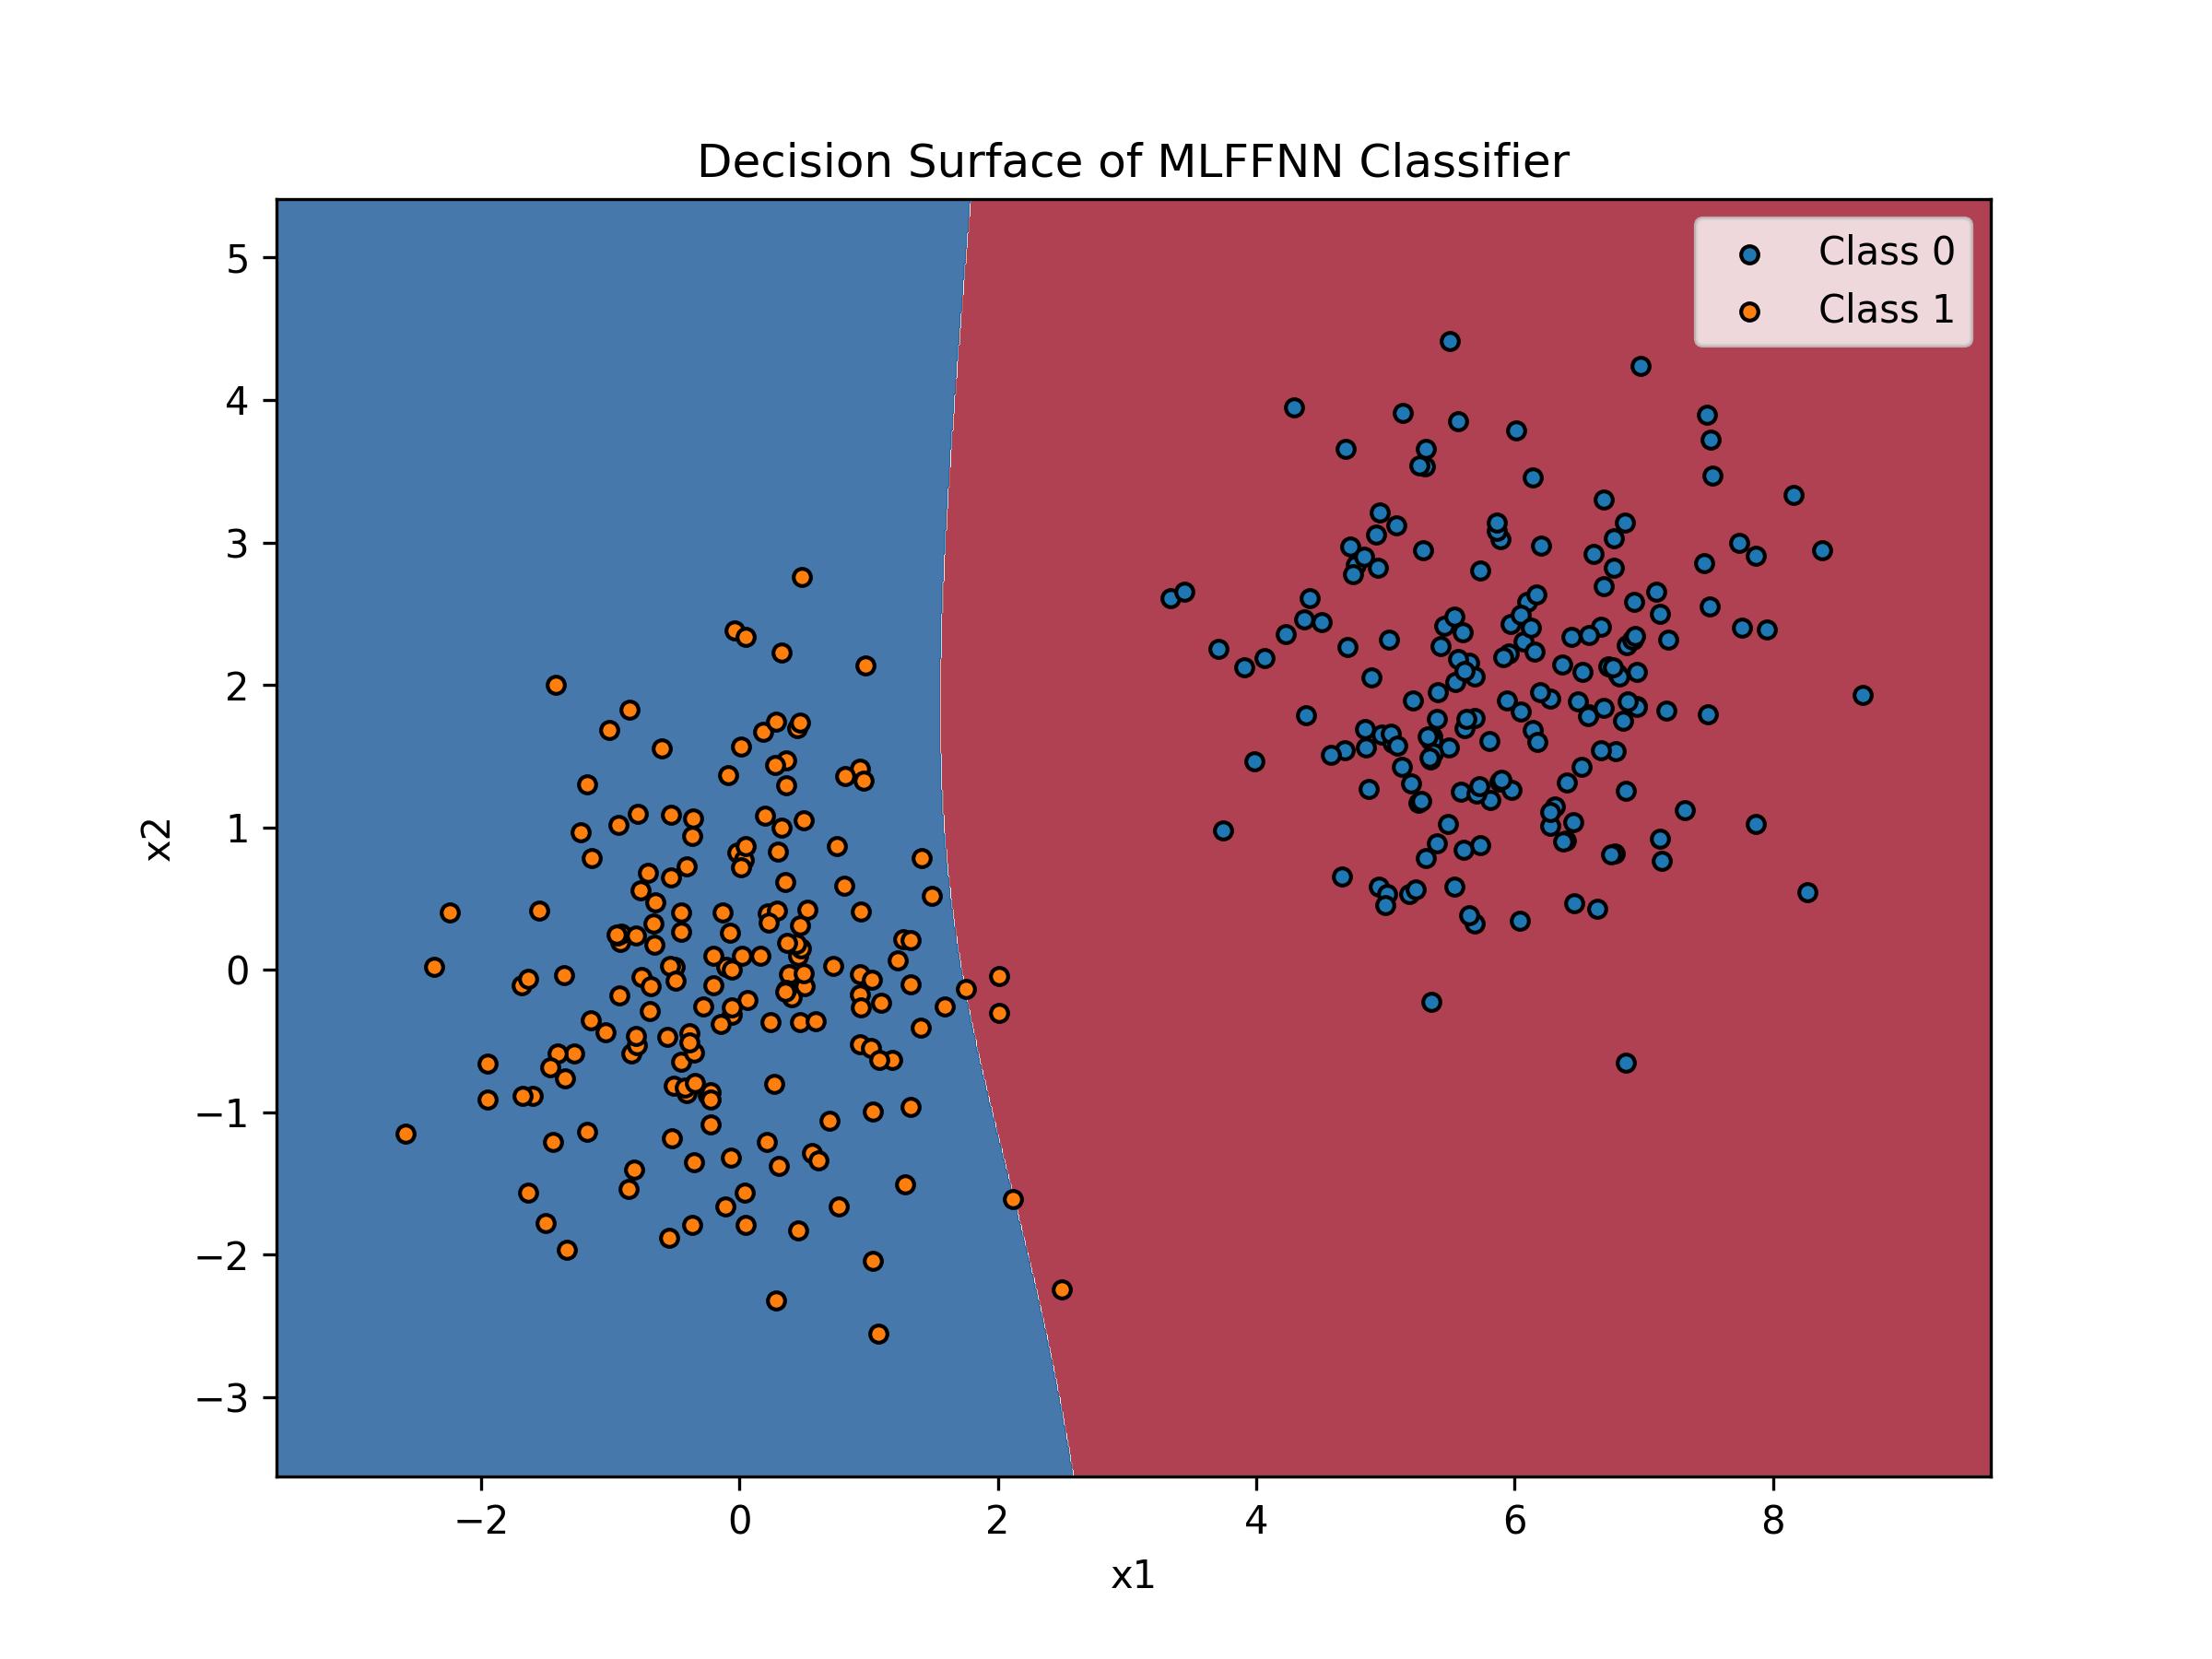 Decision Surface of MLFFNN Classifier
Class 0
Class 1
5
4
3
2
1
0
−1
−2
−3
x2
−2 0 2 4 6 8
x1